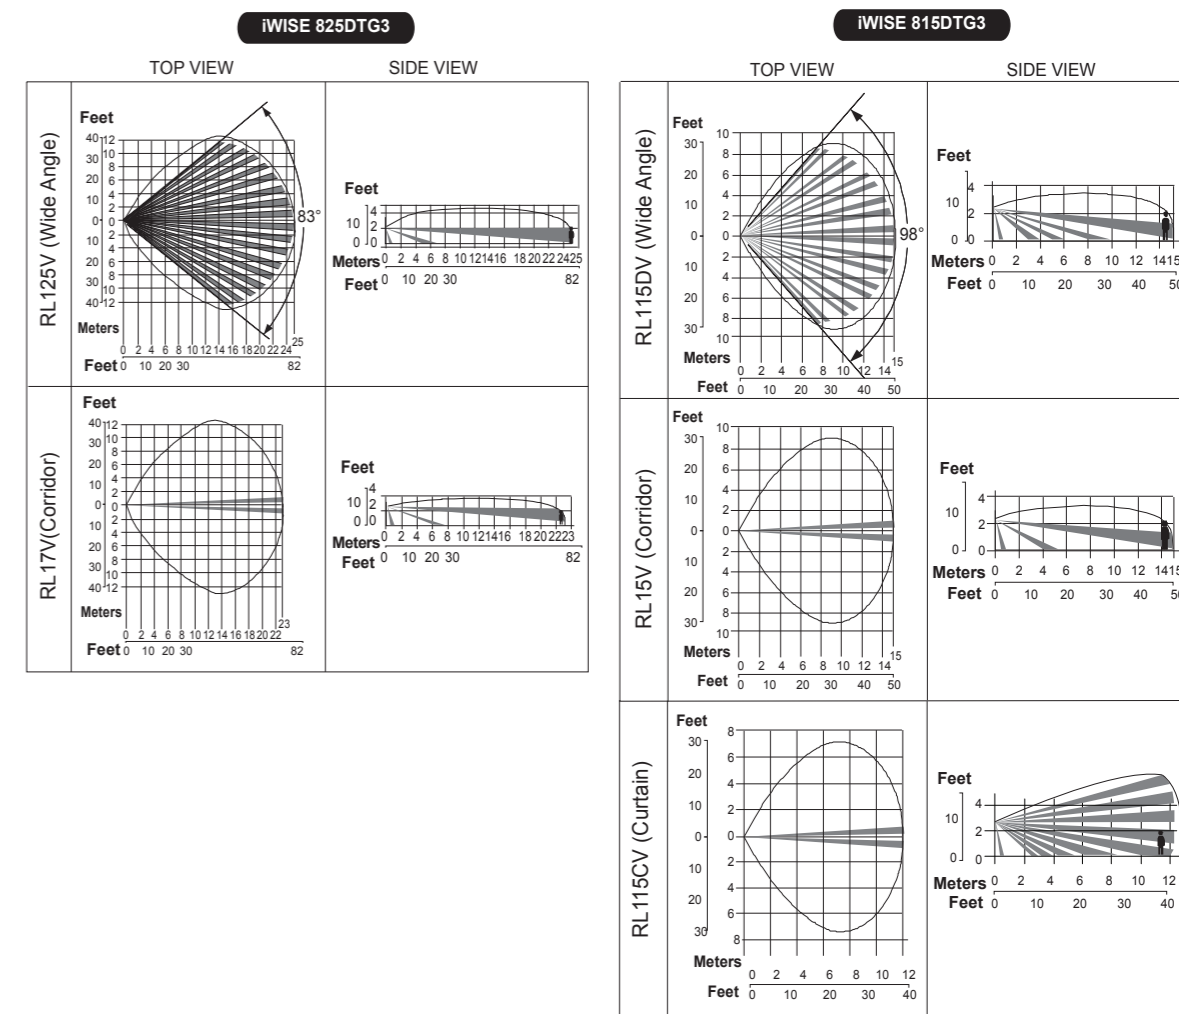 iWISE 825DTG3
TOP VIEW SIDE VIEW
RL125V (Wide Angle)
Feet
40 12
10
30 8
20 6
4
10 2
0 0
10 2
4
20 6
30 8
10
40 12
83°
Meters
0 2 4 6 8 10 12 14 16 18 20 22 24 25
Feet 0 10 20 30 82
Feet
4
10 2
0 0
Meters 0 2 4 6 8 10 12 14 16 18 20 22 24 25
Feet 0 10 20 30 82
RL17V(Corridor)
Feet
40 12
10
30 8
20 6
4
10 2
0 0
10 2
4
20 6
30 8
10
40 12
Meters
0 2 4 6 8 10 12 14 16 18 20 22 23
Feet 0 10 20 30 82
Feet
4
10 2
0 0
Meters 0 2 4 6 8 10 12 14 16 18 20 22 23
Feet 0 10 20 30 82
iWISE 815DTG3
TOP VIEW SIDE VIEW
RL115DV (Wide Angle)
Feet
30 10
8
20 6
10 4
2
0 0
2
10 4
20 6
8
30 10
98°
Meters
0 2 4 6 8 10 12 14 15
Feet 0 10 20 30 40 50
Feet
4
10 2
0 0
Meters 0 2 4 6 8 10 12 14 15
Feet 0 10 20 30 40
RL15V (Corridor)
Feet
30 10
8
20 6
10 4
2
0 0
2
10 4
20 6
8
30 10
Meters
0 2 4 6 8 10 12 14 15
Feet 0 10 20 30 40 50
Feet
4
10 2
0 0
Meters 0 2 4 6 8 10 12 14 15
Feet 0 10 20 30 40
RL115CV (Curtain)
Feet
30 8
20 6
4
10 2
0 0
10 2
4
20 6
30 8
Meters
0 2 4 6 8 10 12
Feet 0 10 20 30 40
Feet
4
10 2
0 0
Meters 0 2 4 6 8 10 12
Feet 0 10 20 30 40